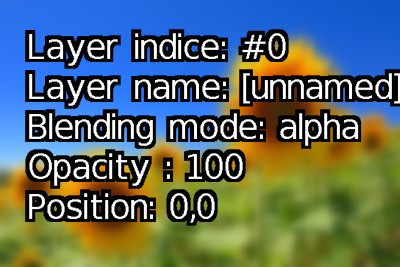 Layer indice: #0
Layer name: [unnamed]
Blending mode: alpha
Opacity : 100
Position: 0,0